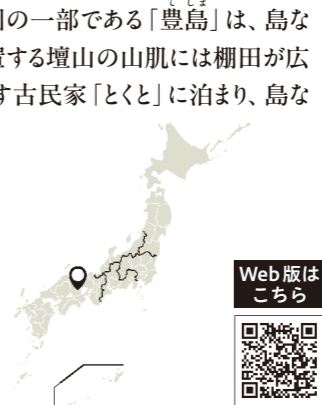 の一部である「豊島」は、島な
置する壇山の山肌には棚田が広
す古民家「とくと」に泊まり、島な
Web版は
こちら